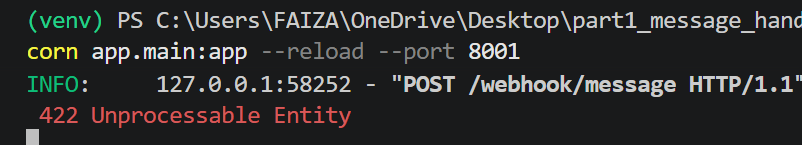 (venv) PS C:\Users\FAIZA\OneDrive\Desktop\part1_message_hand
corn app.main:app --reload --port 8001
INFO:     127.0.0.1:58252 - "POST /webhook/message HTTP/1.1"
 422 Unprocessable Entity